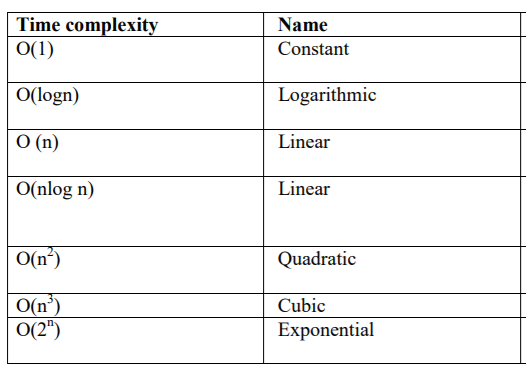 Time complexity Name
O(1) Constant
O(logn) Logarithmic
O (n) Linear
O(nlog n) Linear
O(n²) Quadratic
O(n³) Cubic
O(2ⁿ) Exponential